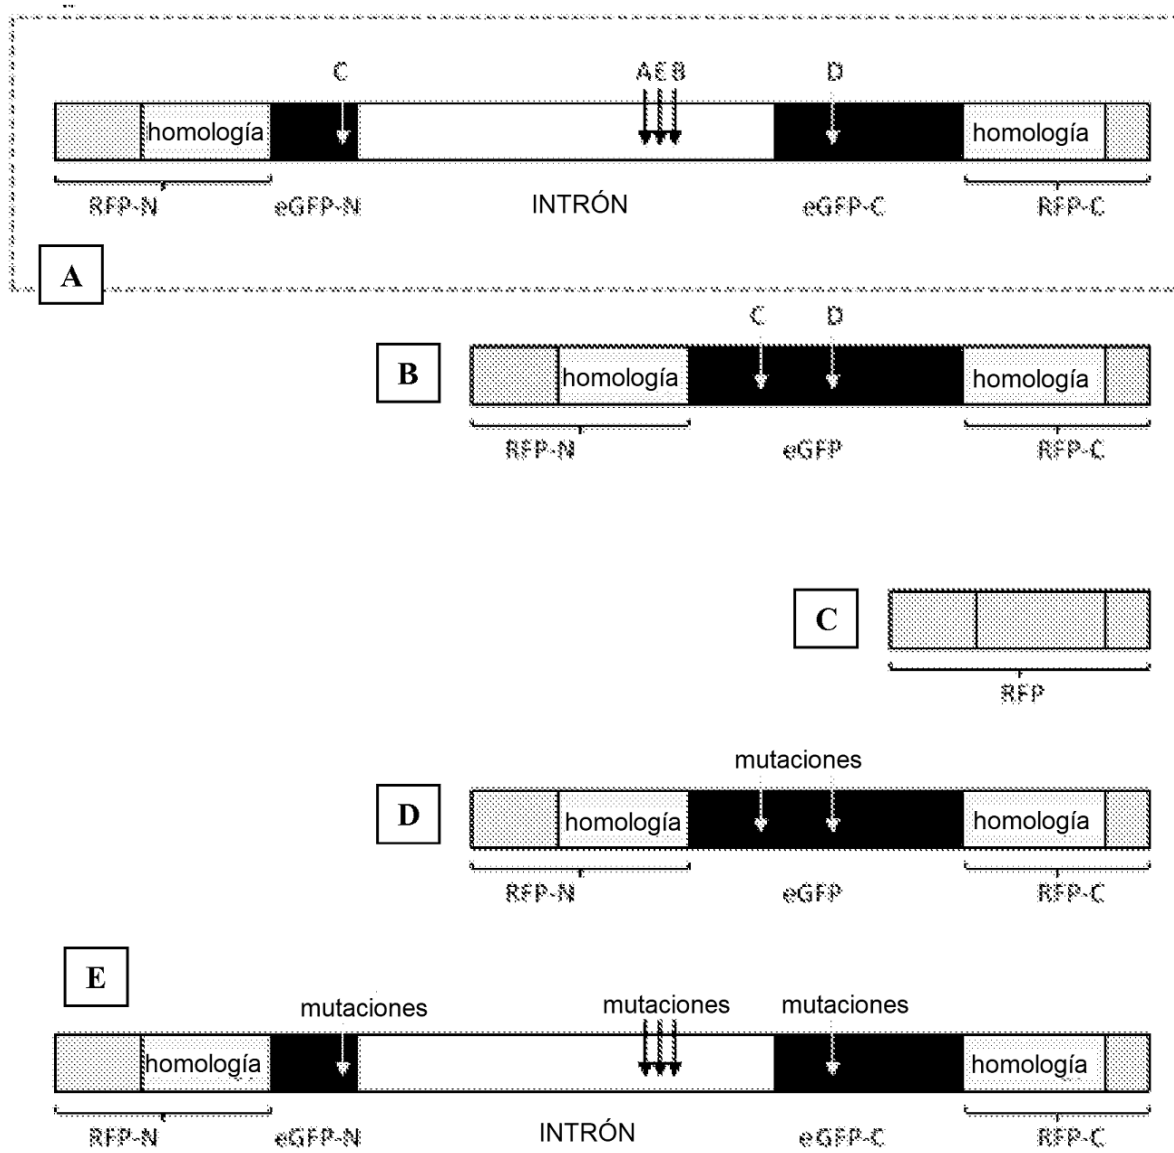 C A E B D
homología homología
RFP-N eGFP-N INTRÓN eGFP-C RFP-C
A
C D
B homología homología
RFP-N eGFP RFP-C
C
RFP
mutaciones
D homología homología
RFP-N eGFP RFP-C
E
mutaciones mutaciones mutaciones
homología homología
RFP-N eGFP-N INTRÓN eGFP-C RFP-C